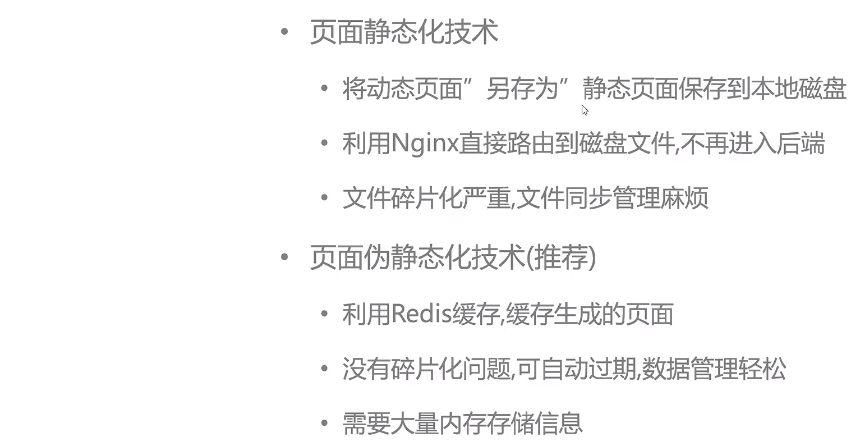 • 页面静态化技术
• 将动态页面”另存为”静态页面保存到本地磁盘
• 利用Nginx直接路由到磁盘文件,不再进入后端
• 文件碎片化严重,文件同步管理麻烦
• 页面伪静态化技术(推荐)
• 利用Redis缓存,缓存生成的页面
• 没有碎片化问题,可自动过期,数据管理轻松
• 需要大量内存存储信息